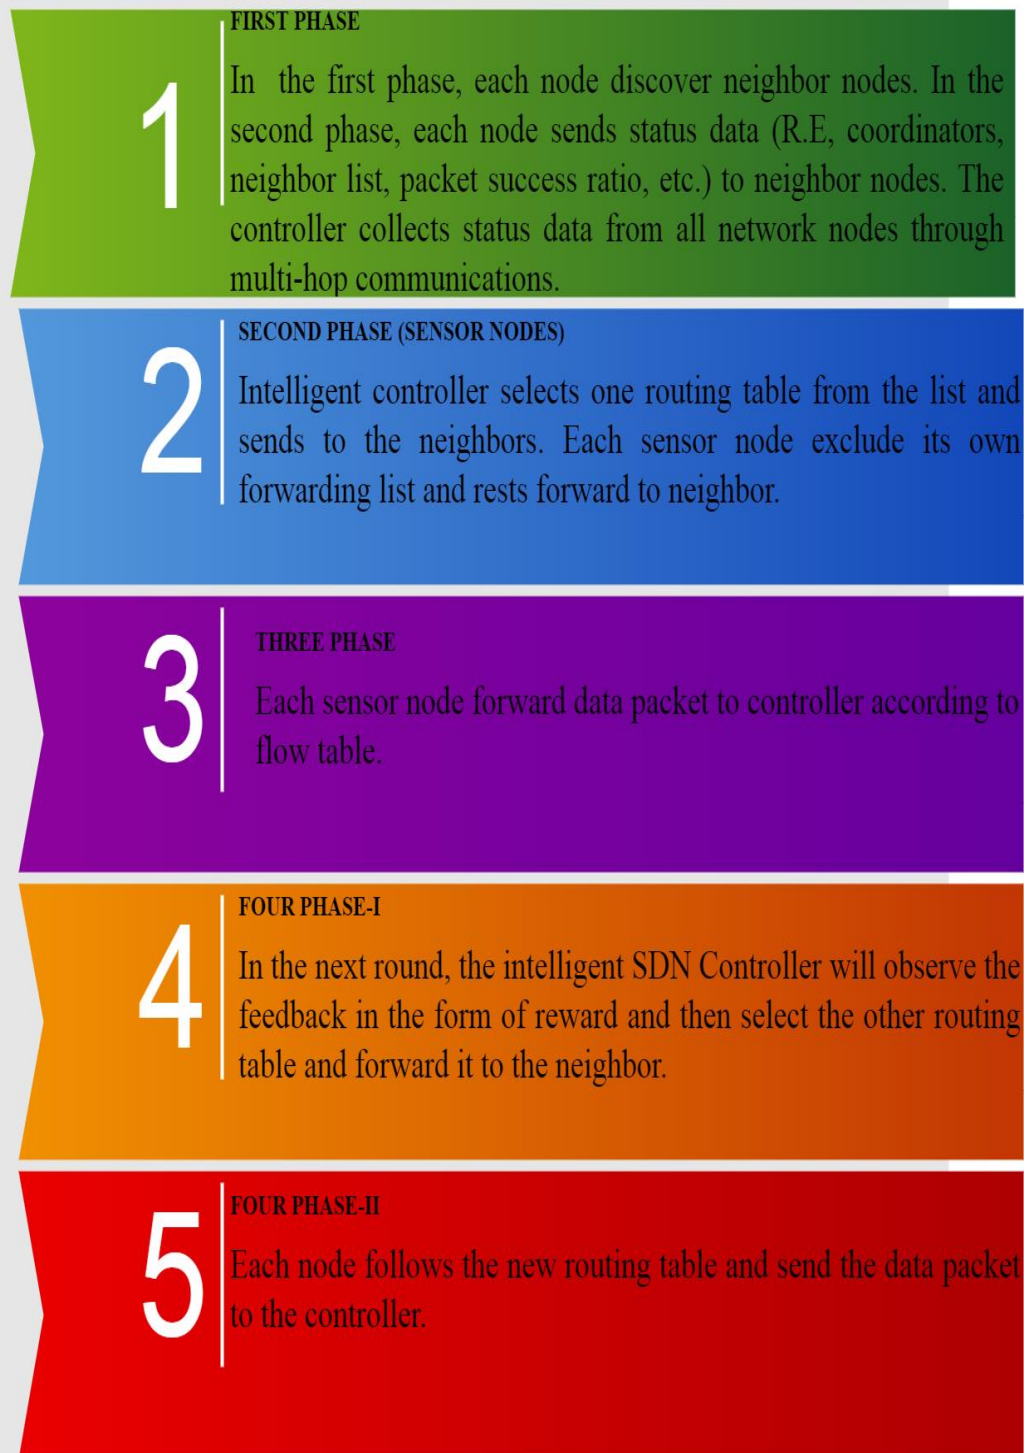 1
FIRST PHASE
In the first phase, each node discover neighbor nodes. In the
second phase, each node sends status data (R.E, coordinators,
neighbor list, packet success ratio, etc.) to neighbor nodes. The
controller collects status data from all network nodes through
multi-hop communications.
2
SECOND PHASE (SENSOR NODES)
Intelligent controller selects one routing table from the list and
sends to the neighbors. Each sensor node exclude its own
forwarding list and rests forward to neighbor.
3
THREE PHASE
Each sensor node forward data packet to controller according to
flow table.
4
FOUR PHASE-I
In the next round, the intelligent SDN Controller will observe the
feedback in the form of reward and then select the other routing
table and forward it to the neighbor.
5
FOUR PHASE-II
Each node follows the new routing table and send the data packet
to the controller.